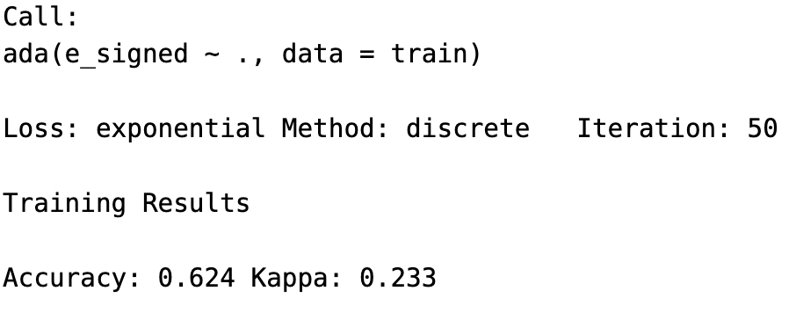 Call:
ada(e_signed ~ ., data = train)
Loss: exponential Method: discrete   Iteration: 50
Training Results
Accuracy: 0.624 Kappa: 0.233